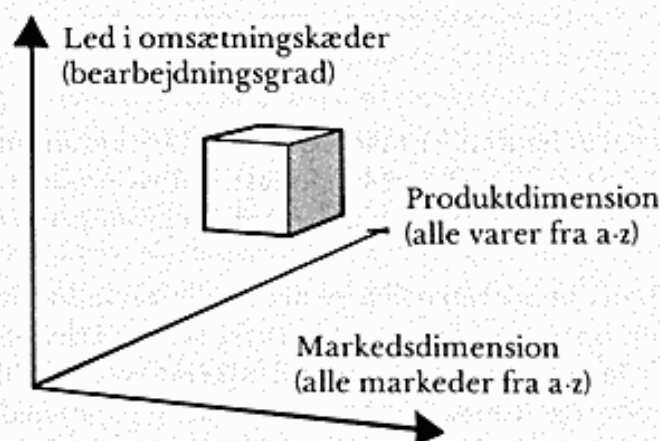 Led i omsætningskæder
(bearbejdningsgrad)
Produktdimension
(alle varer fra a-z)
Markedsdimension
(alle markeder fra a-z)